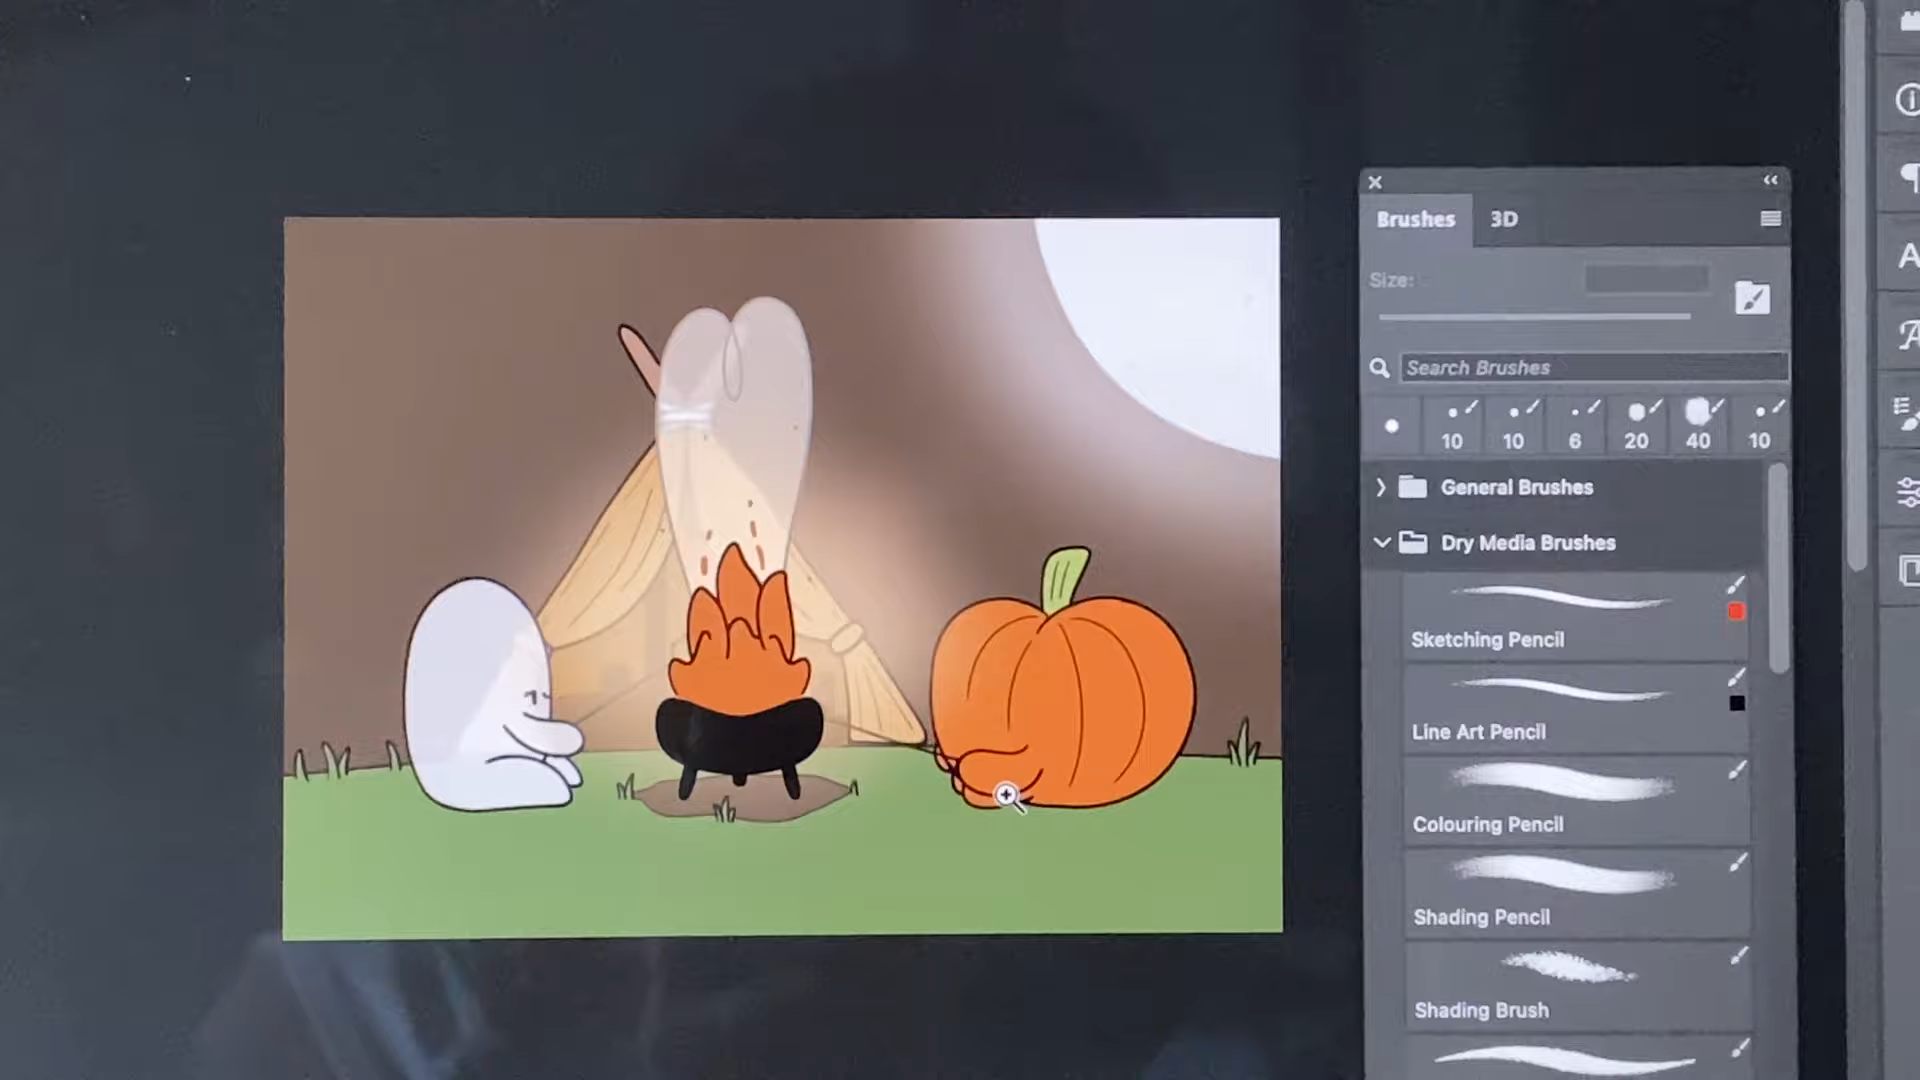 Brushes 3D
Size:
Search Brushes
10 10 6 20 40 10
General Brushes
Dry Media Brushes
Sketching Pencil
Line Art Pencil
Colouring Pencil
Shading Pencil
Shading Brush